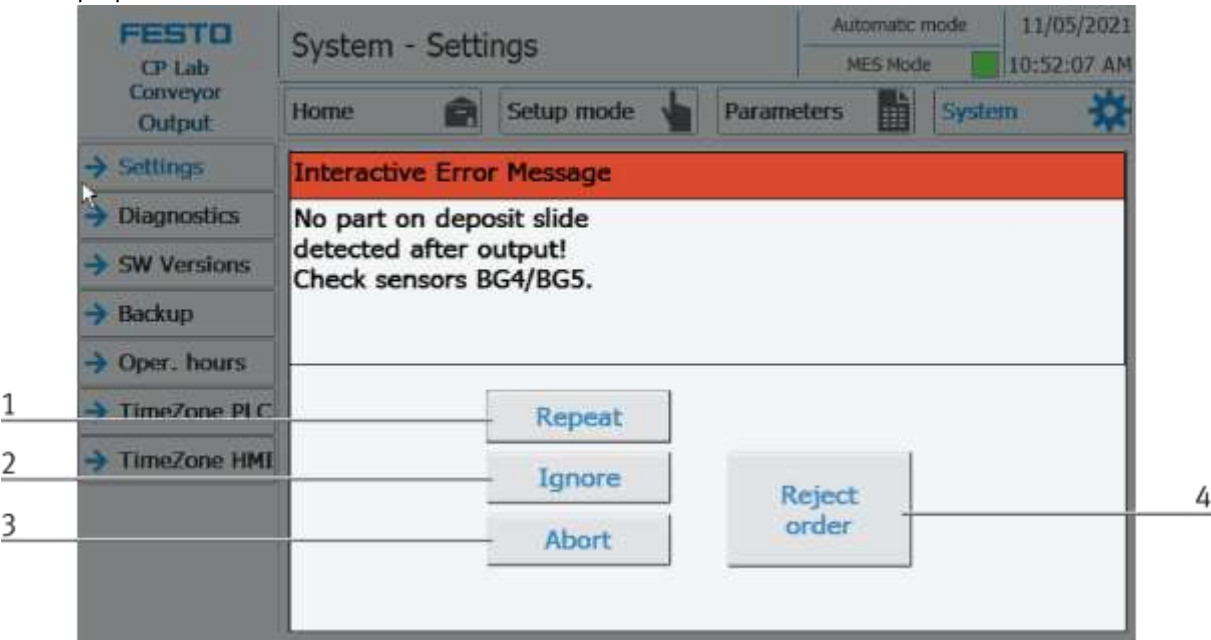 FESTO
CP Lab
Conveyor
Output
System - Settings
Automatic mode
MES Mode
11/05/2021
10:52:07 AM
Home
Setup mode
Parameters
System
Settings
Diagnostics
SW Versions
Backup
Oper. hours
TimeZone PLC
TimeZone HMI
Interactive Error Message
No part on deposit slide
detected after output!
Check sensors BG4/BG5.
1
Repeat
2
Ignore
3
Abort
Reject
order
4